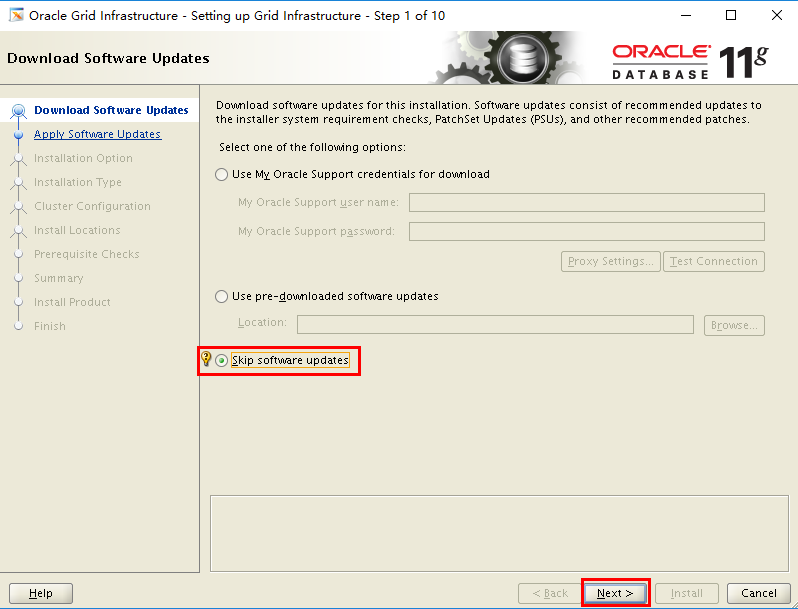 Oracle Grid Infrastructure - Setting up Grid Infrastructure - Step 1 of 10
Download Software Updates
ORACLE
DATABASE
11g
Download Software Updates
Apply Software Updates
Installation Option
Installation Type
Cluster Configuration
Install Locations
Prerequisite Checks
Summary
Install Product
Finish
Download software updates for this installation. Software updates consist of recommended updates to
the installer system requirement checks, PatchSet Updates (PSUs), and other recommended patches.
Select one of the following options:
Use My Oracle Support credentials for download
My Oracle Support user name:
My Oracle Support password:
Proxy Settings... Test Connection
Use pre-downloaded software updates
Location: Browse...
Skip software updates
Help < Back Next > Install Cancel